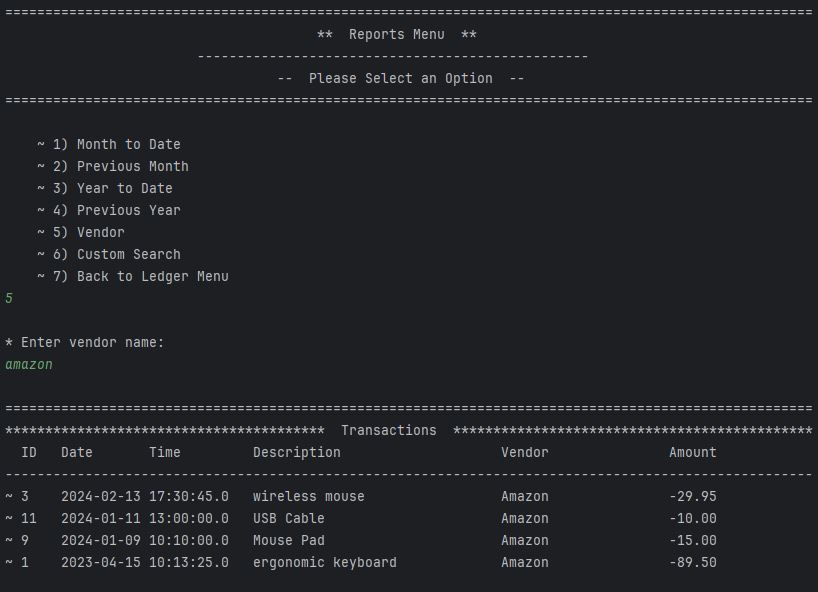 =====================================================================================================
** Reports Menu **
-------------------------------------------------
-- Please Select an Option --
=====================================================================================================
~ 1) Month to Date
~ 2) Previous Month
~ 3) Year to Date
~ 4) Previous Year
~ 5) Vendor
~ 6) Custom Search
~ 7) Back to Ledger Menu
5
* Enter vendor name:
amazon
=====================================================================================================
**************************************** Transactions *********************************************
ID Date Time Description Vendor Amount
-----------------------------------------------------------------------------------------------------
~ 3 2024-02-13 17:30:45.0 wireless mouse Amazon -29.95
~ 11 2024-01-11 13:00:00.0 USB Cable Amazon -10.00
~ 9 2024-01-09 10:10:00.0 Mouse Pad Amazon -15.00
~ 1 2023-04-15 10:13:25.0 ergonomic keyboard Amazon -89.50